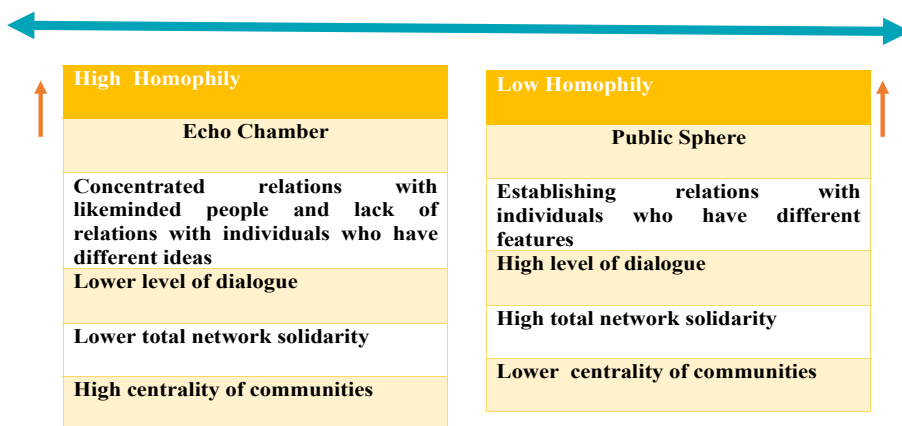 High Homophily
Echo Chamber
Concentrated relations with
likeminded people and lack of
relations with individuals who have
different ideas
Lower level of dialogue
Lower total network solidarity
High centrality of communities
Low Homophily
Public Sphere
Establishing relations with
individuals who have different
features
High level of dialogue
High total network solidarity
Lower centrality of communities